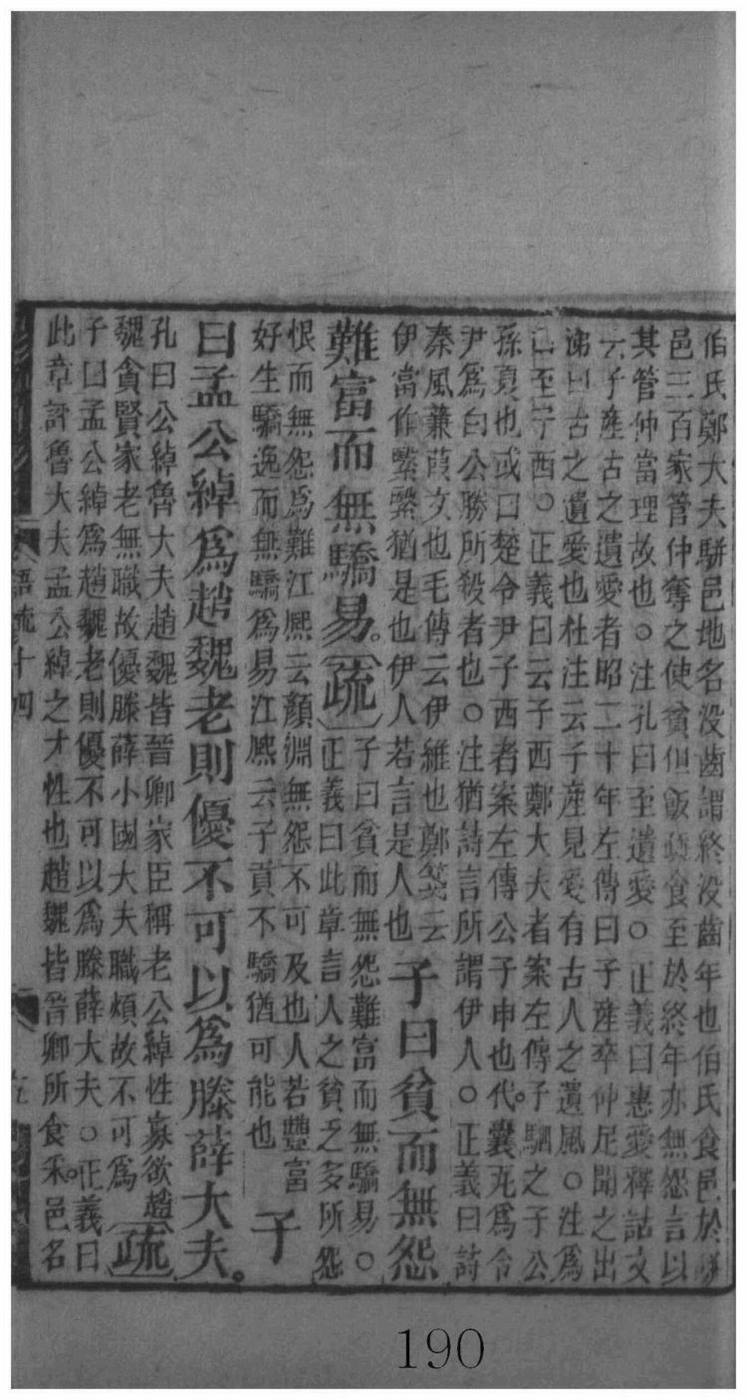 伯氏鄭大夫駢邑地名没齒謂終没齒年也伯氏食邑於駢
邑三百家管仲奪之使貧但飯疏食至於終年亦無怨言以
其管仲當理故也○注孔曰至遺愛○正義曰惠愛釋詁文
云子產古之遺愛者昭二十年左傳曰子產卒仲尼聞之出
涕曰古之遺愛也杜注云子產見愛有古人之遺風○注爲
曰至子西○正義曰云子西鄭大夫者案左傳子駟之子公
孫夏也或曰楚令尹子西者案左傳公子申也代囊瓦爲令
尹爲白公勝所殺者也○注猶詩言所謂伊人○正義曰詩
秦風蒹葭文也毛傳云伊維也鄭箋云
伊當作繄繄猶是也伊人若言是人也子曰貧而無怨
難富而無驕易。疏子曰貧而無怨難富而無驕易○
正義曰此章言人之貧乏多所怨
恨而無怨爲難江熙云顏淵無怨不可及也人若豐富
好生驕逸而無驕爲易江熙云子貢不驕猶可能也子
曰孟公綽爲趙魏老則優不可以爲滕薛大夫。
孔曰公綽魯大夫趙魏皆晉卿家臣稱老公綽性寡欲趙
魏貪賢家老無職故優滕薛小國大夫職煩故不可爲疏
子曰孟公綽爲趙魏老則優不可以爲滕薛大夫○正義曰
此章評魯大夫孟公綽之才性也趙魏皆晉卿所食采邑名
語疏十四
五
190